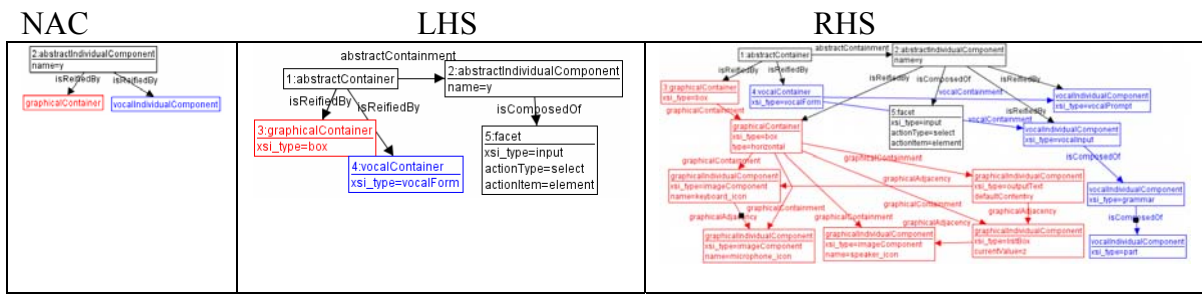 NAC
LHS
RHS
2:abstractIndividualComponent
name=y
isReifiedBy
isReifiedBy
graphicalContainer
vocalIndividualComponent
abstractContainment
1:abstractContainer
2:abstractIndividualComponent
name=y
isReifiedBy
isReifiedBy
isComposedOf
3:graphicalContainer
xsi_type=box
4:vocalContainer
xsi_type=vocalForm
5:facet
xsi_type=input
actionType=select
actionItem=element
abstractContainment
1:abstractContainer
2:abstractIndividualComponent
name=y
isReifiedBy
isReifiedBy
isReifiedBy
isComposedOf
isReifiedBy
isReifiedBy
3:graphicalContainer
xsi_type=box
4:vocalContainer
xsi_type=vocalForm
vocalContainment
vocalIndividualComponent
xsi_type=vocalPrompt
graphicalContainment
5:facet
xsi_type=input
actionType=select
actionItem=element
vocalContainment
graphicalContainer
xsi_type=box
type=horizontal
vocalIndividualComponent
xsi_type=vocalInput
isComposedOf
graphicalContainment
graphicalContainment
graphicalIndividualComponent
xsi_type=imageComponent
name=keyboard_icon
graphicalAdjacency
graphicalIndividualComponent
xsi_type=outputText
defaultContent=y
vocalIndividualComponent
xsi_type=grammar
graphicalContainment
graphicalAdjacency
graphicalContainment
graphicalAdjacency
graphicalAdjacency
isComposedOf
graphicalIndividualComponent
xsi_type=imageComponent
name=microphone_icon
graphicalIndividualComponent
xsi_type=imageComponent
name=speaker_icon
graphicalIndividualComponent
xsi_type=listBox
currentValue=z
vocalIndividualComponent
xsi_type=part